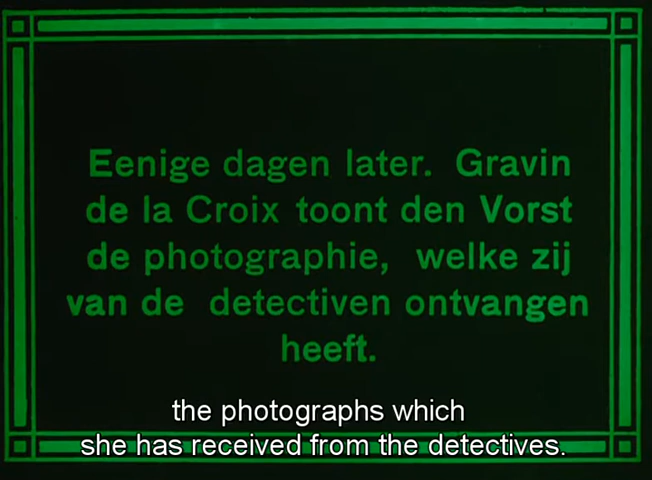 Eenige dagen later. Gravin
de la Croix toont den Vorst
de photographie, welke zij
van de detectiven ontvangen
heeft.
the photographs which
she has received from the detectives.